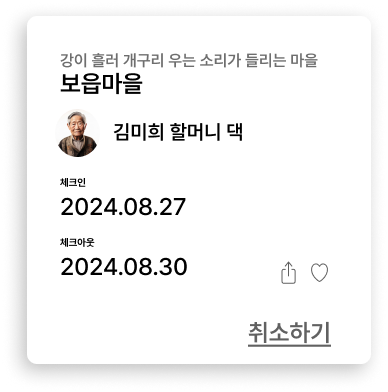 강이 흘러 개구리 우는 소리가 들리는 마을
보읍마을
김미희 할머니 댁
체크인
2024.08.27
체크아웃
2024.08.30
취소하기